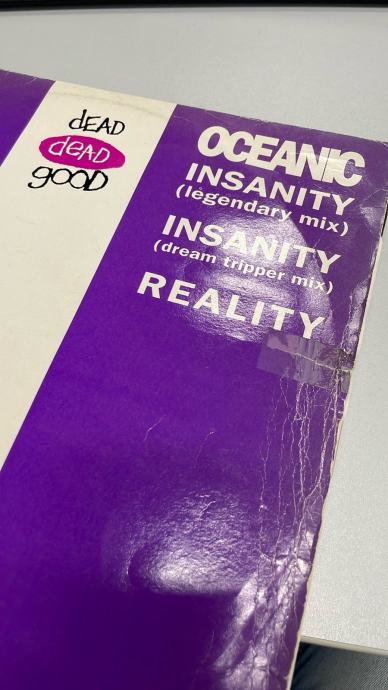 dEAD
dEAD
gOOD
OCEANIC
INSANITY
(legendary mix)
INSANITY
(dream tripper mix)
REALITY